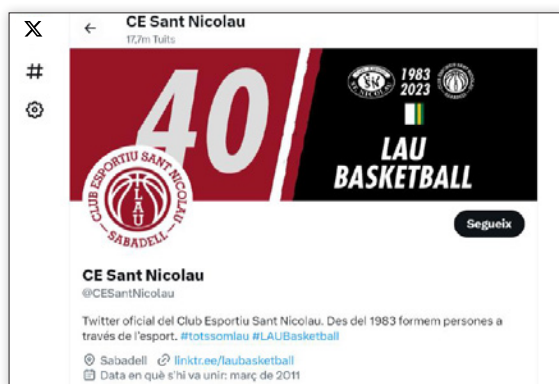 CE Sant Nicolau
17,7m Tuits
40
1983
2023
LAU
BASKETBALL
CLUB ESPORTIU SANT NICOLAU
LAU
SABADELL
Segueix
CE Sant Nicolau
@CESantNicolau
Twitter oficial del Club Esportiu Sant Nicolau. Des del 1983 formem persones a
través de l'esport. #totssomlau #LAUBasketball
Sabadell linktr.ee/laubasketball
Data en què s'hi va unir: març de 2011